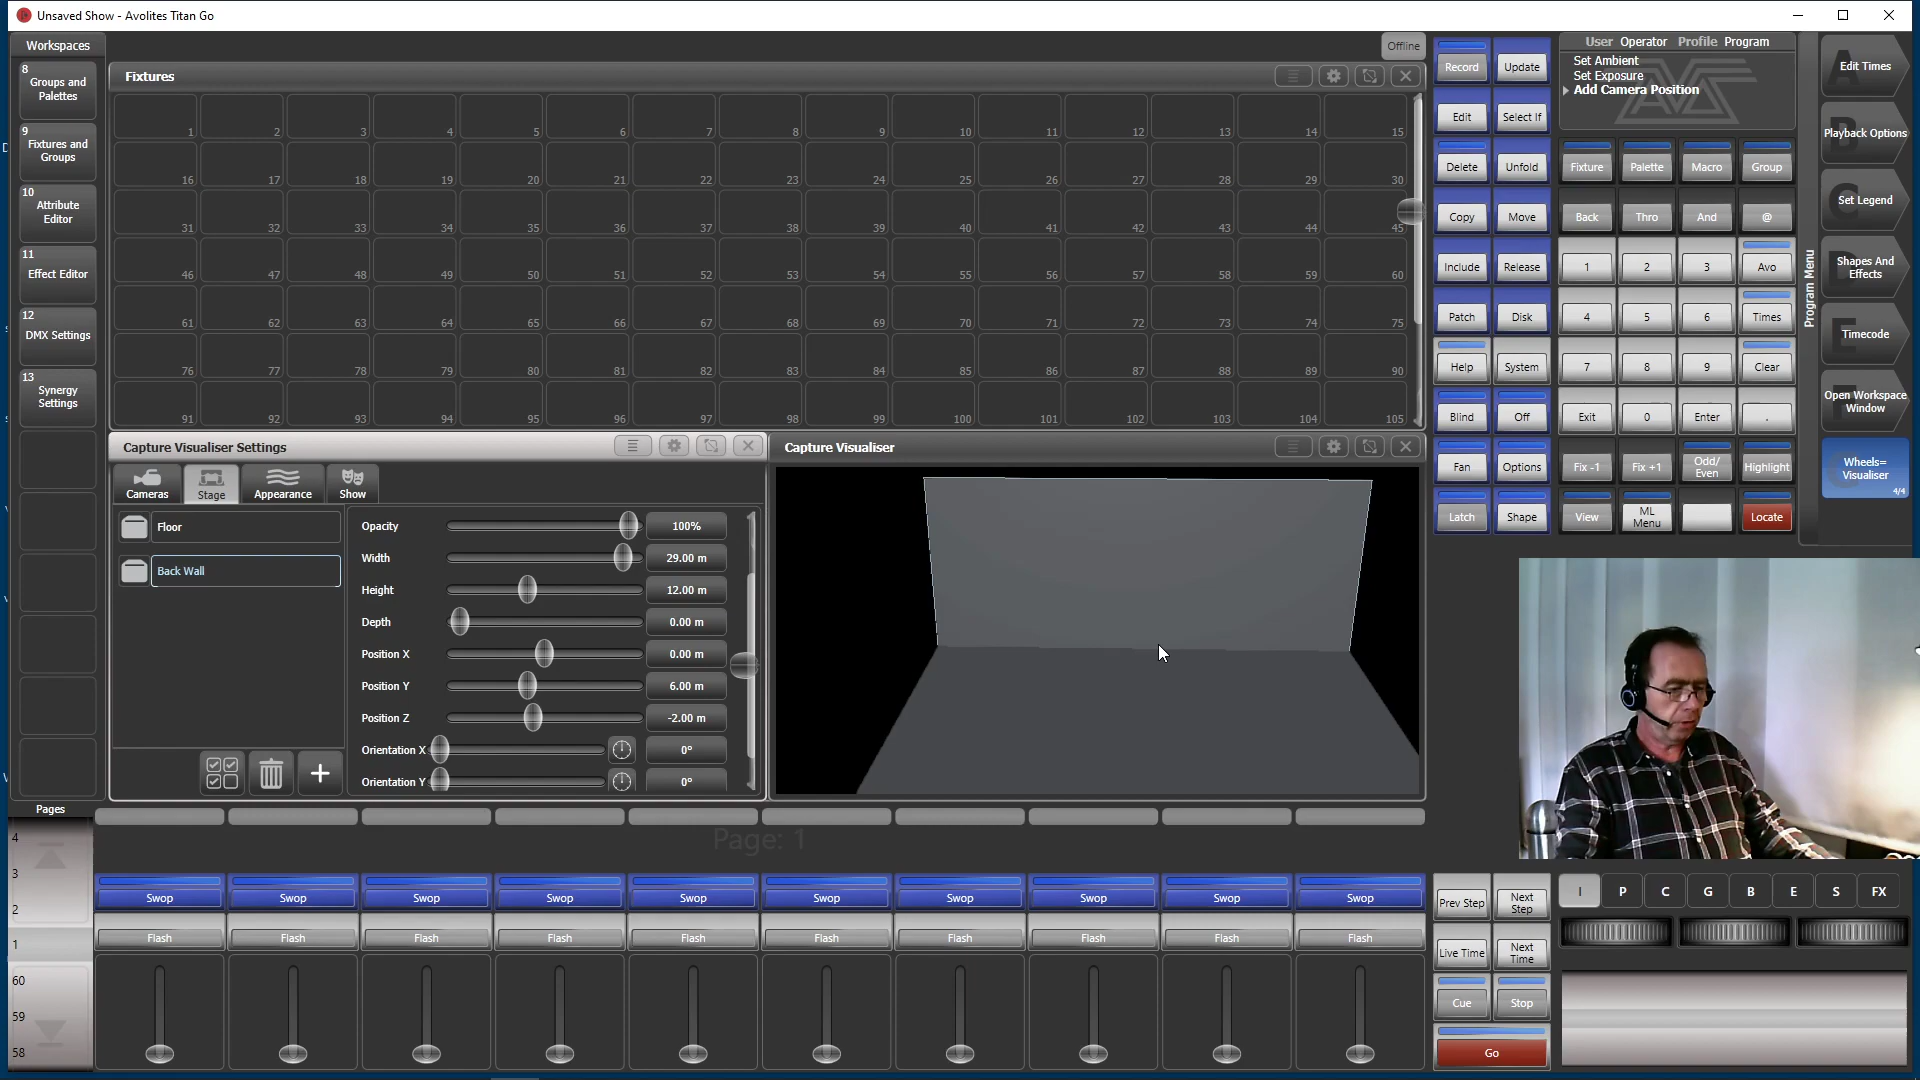 Unsaved Show - Avolites Titan Go
Workspaces
8
Groups and
Palettes
9
Fixtures and
Groups
10
Attribute
Editor
11
Effect Editor
12
DMX Settings
13
Synergy
Settings
Offline
Fixtures
1 2 3 4 5 6 7 8 9 10 11 12 13 14 15
16 17 18 19 20 21 22 23 24 25 26 27 28 29 30
31 32 33 34 35 36 37 38 39 40 41 42 43 44 45
46 47 48 49 50 51 52 53 54 55 56 57 58 59 60
61 62 63 64 65 66 67 68 69 70 71 72 73 74 75
76 77 78 79 80 81 82 83 84 85 86 87 88 89 90
91 92 93 94 95 96 97 98 99 100 101 102 103 104 105
Capture Visualiser Settings
Cameras Stage Appearance Show
Floor
Back Wall
Opacity 100%
Width 29.00 m
Height 12.00 m
Depth 0.00 m
Position X 0.00 m
Position Y 6.00 m
Position Z -2.00 m
Orientation X 0°
Orientation Y 0°
Capture Visualiser
Record Update
Edit Select If
Delete Unfold
Copy Move
Include Release
Patch Disk
Help System
Blind Off
Fan Options
Latch Shape
User Operator Profile Program
Set Ambient
Set Exposure
Add Camera Position
Fixture Palette Macro Group
Back Thro And @
1 2 3 Avo
4 5 6 Times
7 8 9 Clear
Exit 0 Enter .
Fix -1 Fix +1 Odd/
Even Highlight
View ML
Menu Locate
Program Menu
A
Edit Times
B
Playback Options
C
Set Legend
D
Shapes And
Effects
E
Timecode
F
Open Workspace
Window
G
Wheels=
Visualiser
4/4
Pages
4
3
2
1
60
59
58
Page: 1
Swop Swop Swop Swop Swop Swop Swop Swop Swop Swop
Flash Flash Flash Flash Flash Flash Flash Flash Flash Flash
Prev Step Next
Step
Live Time Next
Time
Cue Stop
Go
I P C G B E S FX